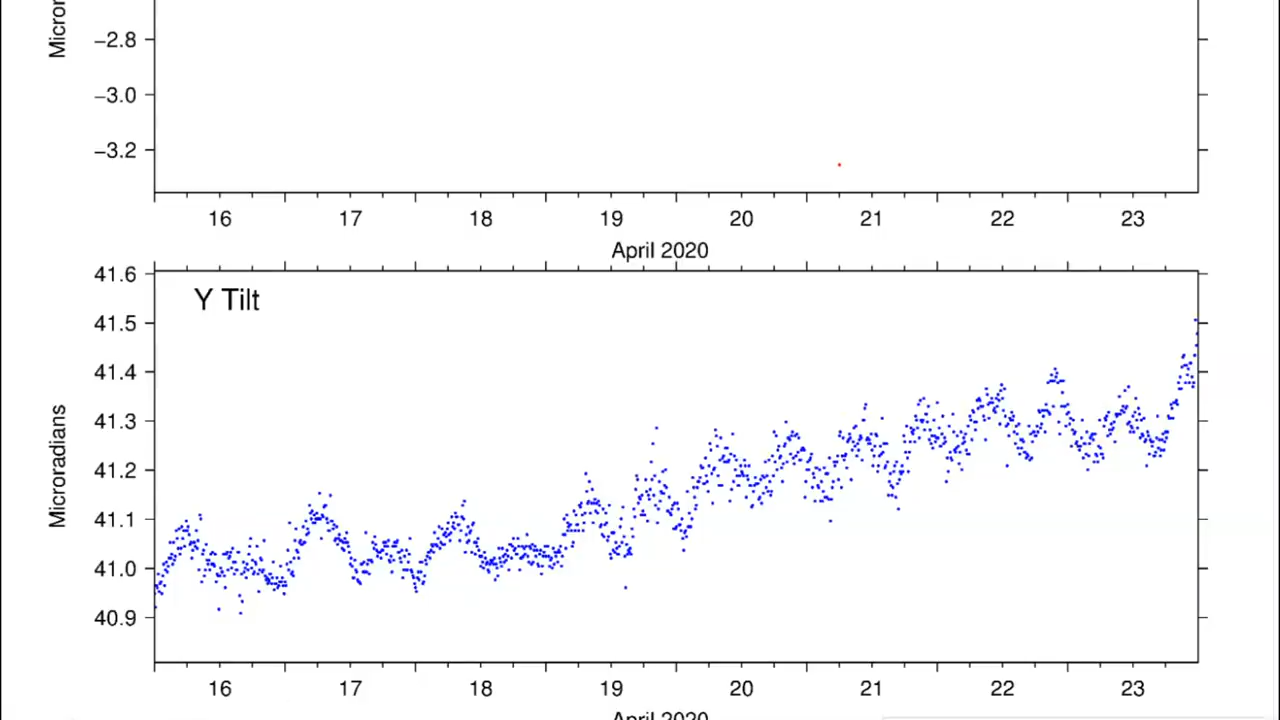 −2.8
−3.0
−3.2
16 17 18 19 20 21 22 23
April 2020
Y Tilt
41.6
41.5
41.4
41.3
41.2
41.1
41.0
40.9
Microradians
16 17 18 19 20 21 22 23
April 2020